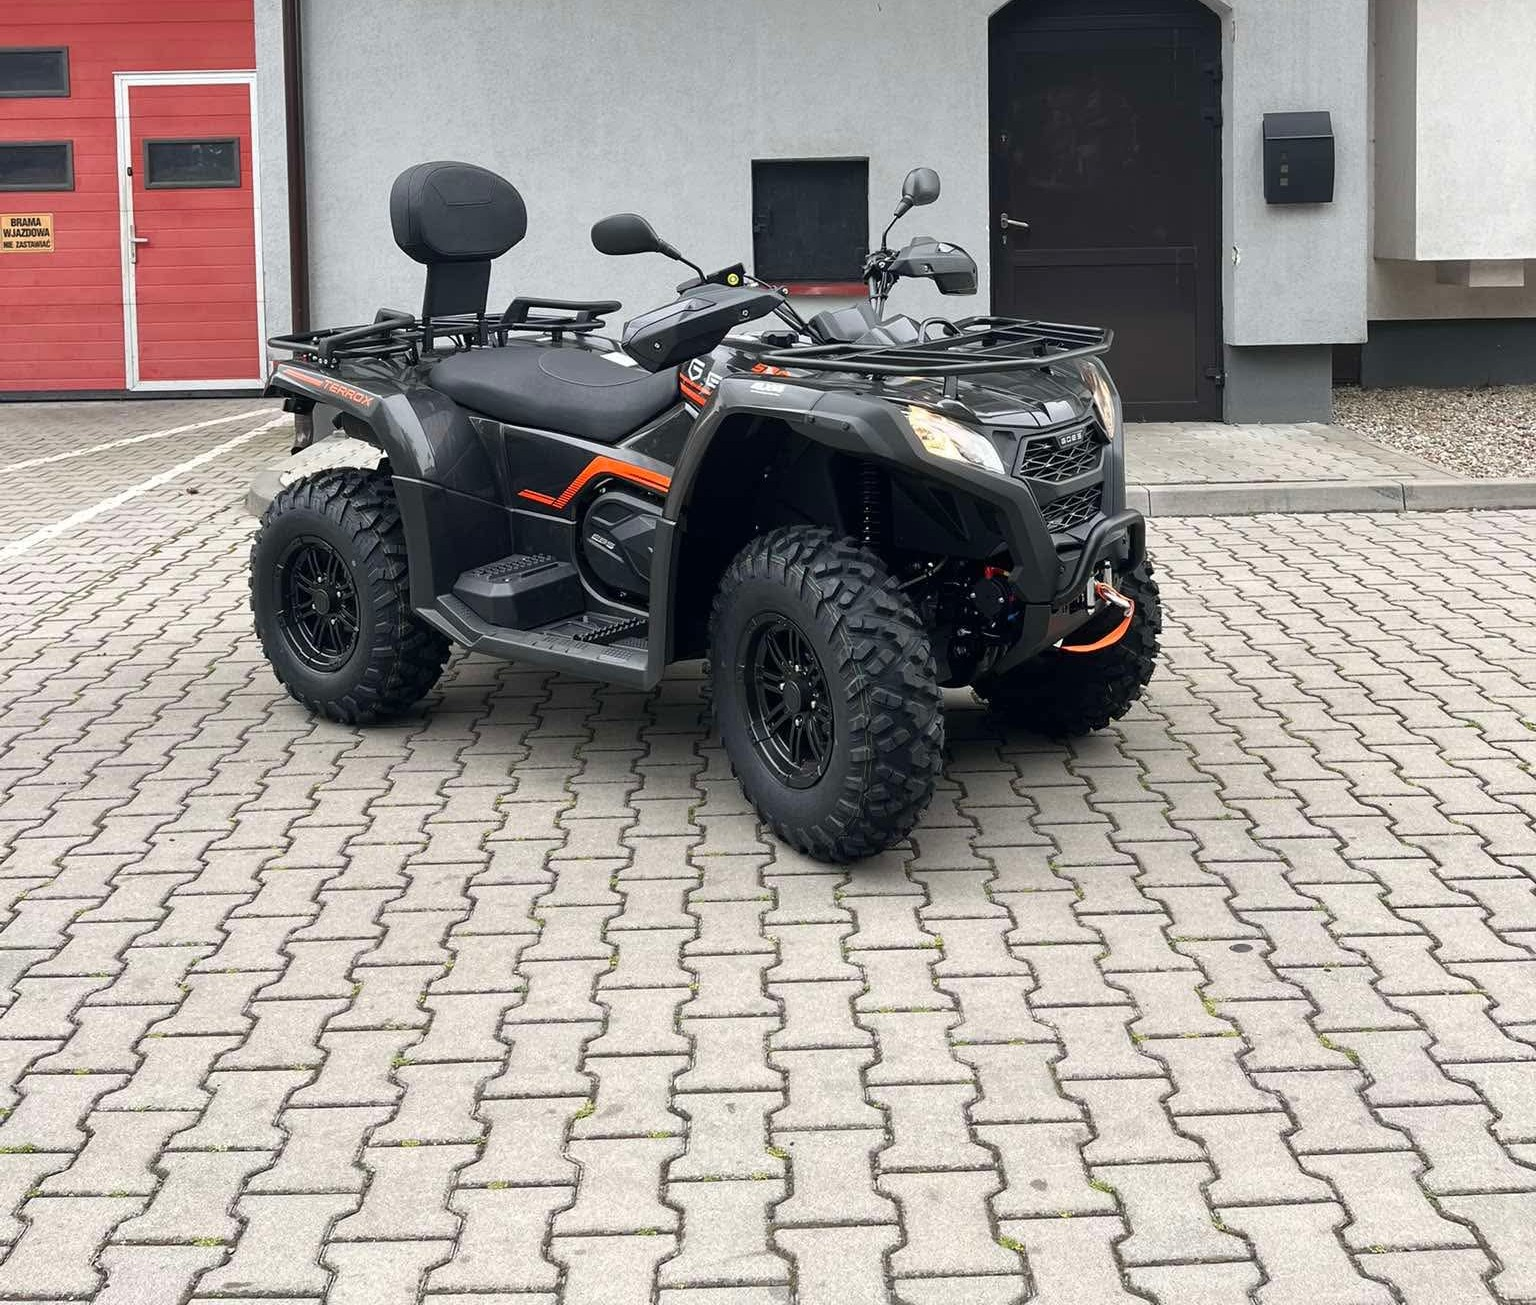 BRAMA
WJAZDOWA
NIE ZASTAWIAĆ
TERROX
GOES
EPS